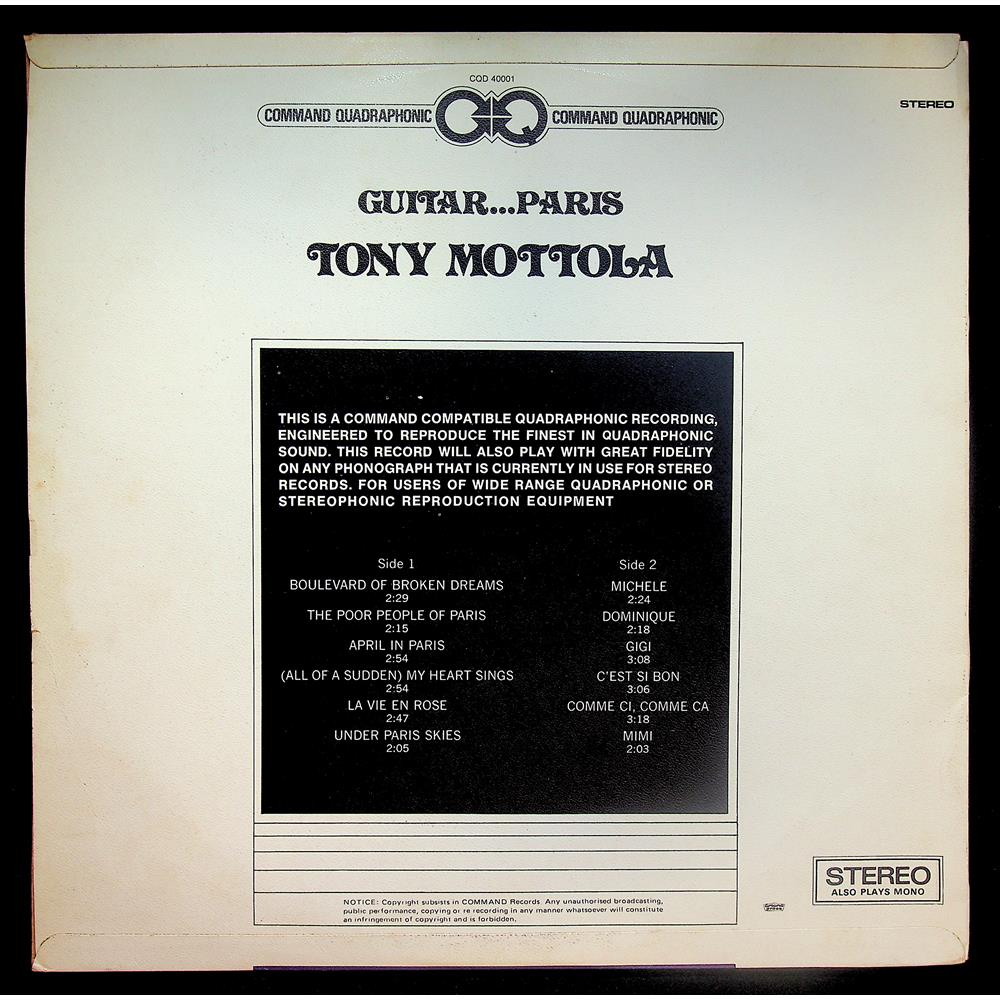 CQD 40001
COMMAND QUADRAPHONIC CQ COMMAND QUADRAPHONIC
STEREO
GUITAR...PARIS
TONY MOTTOLA
THIS IS A COMMAND COMPATIBLE QUADRAPHONIC RECORDING,
ENGINEERED TO REPRODUCE THE FINEST IN QUADRAPHONIC
SOUND. THIS RECORD WILL ALSO PLAY WITH GREAT FIDELITY
ON ANY PHONOGRAPH THAT IS CURRENTLY IN USE FOR STEREO
RECORDS. FOR USERS OF WIDE RANGE QUADRAPHONIC OR
STEREOPHONIC REPRODUCTION EQUIPMENT
Side 1
BOULEVARD OF BROKEN DREAMS
2:29
THE POOR PEOPLE OF PARIS
2:15
APRIL IN PARIS
2:54
(ALL OF A SUDDEN) MY HEART SINGS
2:54
LA VIE EN ROSE
2:47
UNDER PARIS SKIES
2:05
Side 2
MICHELE
2:24
DOMINIQUE
2:18
GIGI
3:08
C'EST SI BON
3:06
COMME CI, COMME CA
3:18
MIMI
2:03
STEREO
ALSO PLAYS MONO
NOTICE: Copyright subsists in COMMAND Records. Any unauthorised broadcasting,
public performance, copying or re recording in any manner whatsoever will constitute
an infringement of copyright and is forbidden.